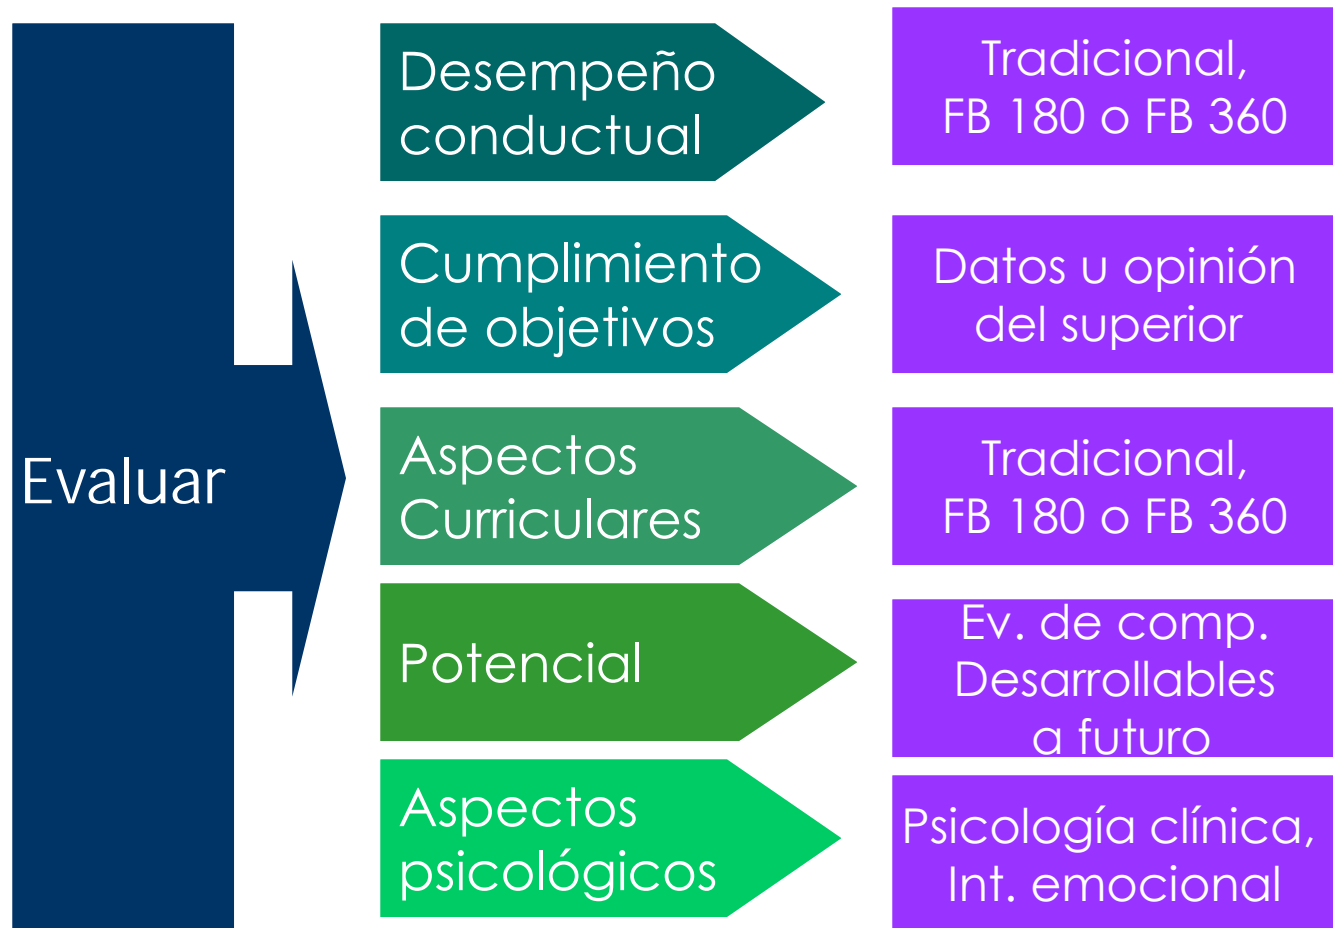 Evaluar
Desempeño
conductual
Tradicional,
FB 180 o FB 360
Cumplimiento
de objetivos
Datos u opinión
del superior
Aspectos
Curriculares
Tradicional,
FB 180 o FB 360
Potencial
Ev. de comp.
Desarrollables
a futuro
Aspectos
psicológicos
Psicología clínica,
Int. emocional